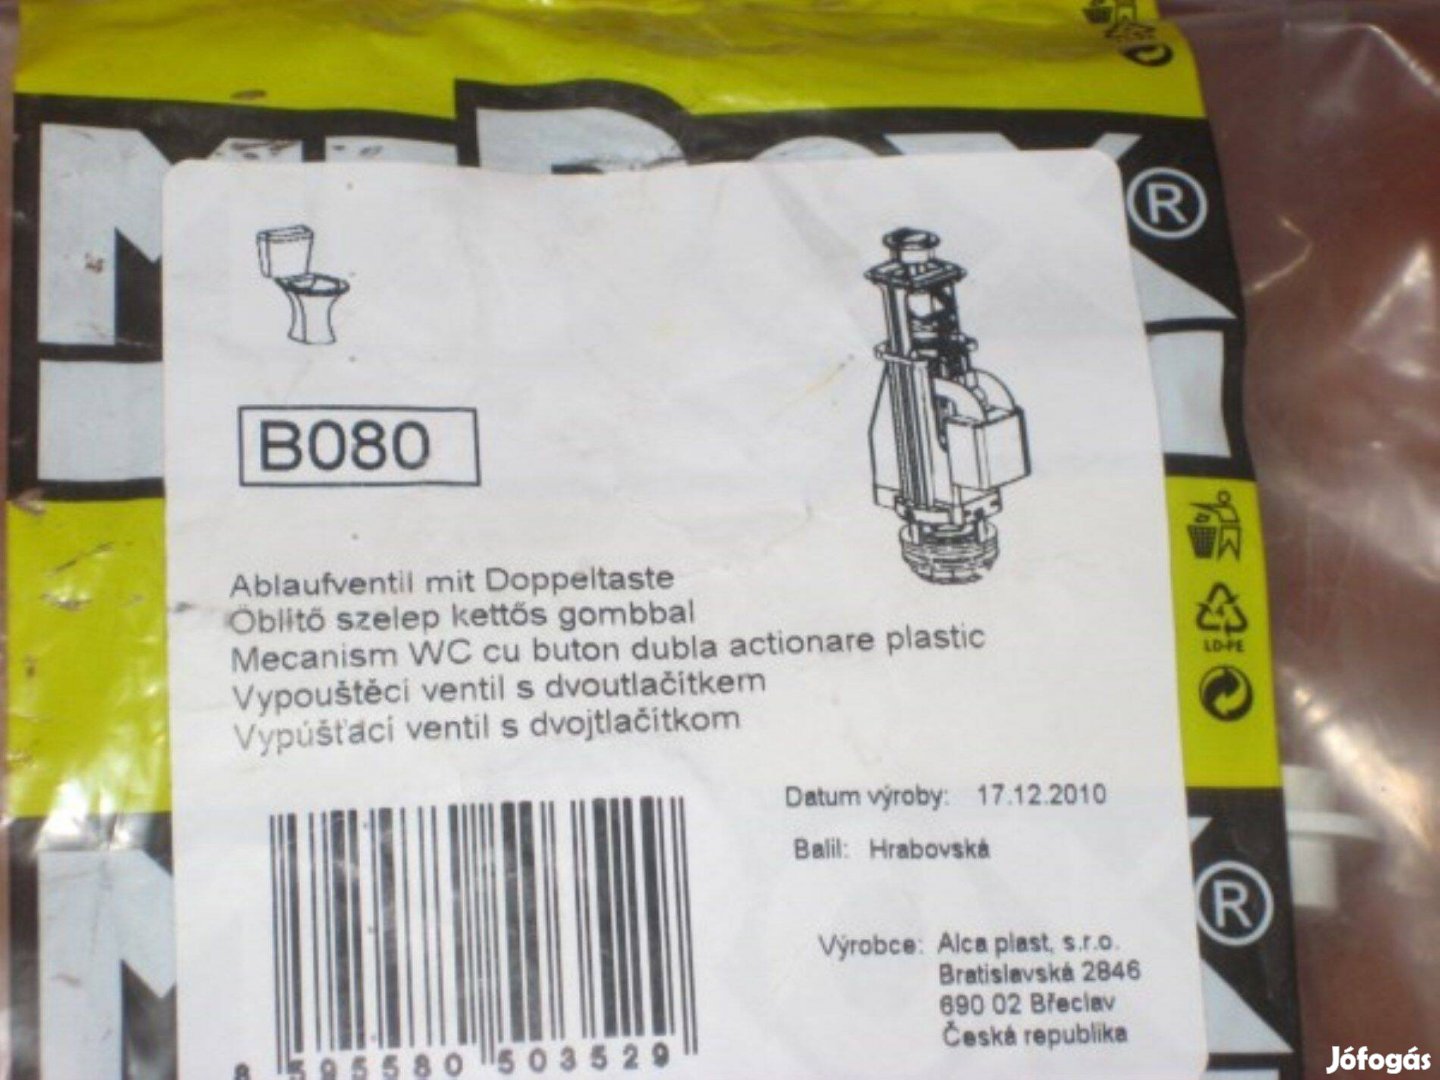 ®
B080
Ablaufventil mit Doppeltaste
Öblítő szelep kettős gombbal
Mecanism WC cu buton dubla actionare plastic
Vypouštěcí ventil s dvoutlačítkem
Vypúšťací ventil s dvojtlačítkom
LD-PE
Datum výroby: 17.12.2010
Balil: Hrabovská
®
Výrobce: Alca plast, s.r.o.
Bratislavská 2846
690 02 Břeclav
Česká republika
8 595580 503529
Jófogás